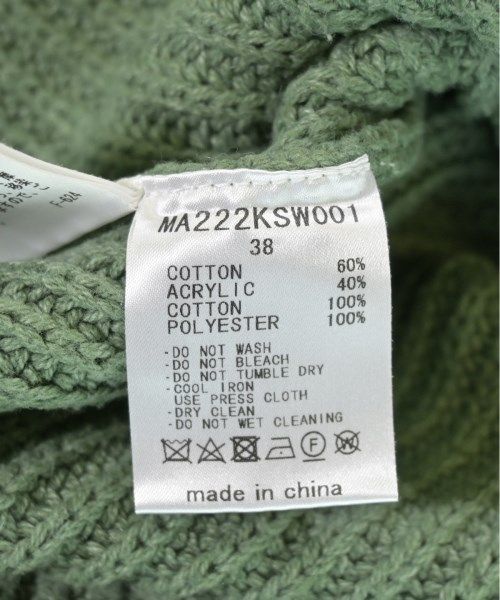 MA222KSW001
38
COTTON 60%
ACRYLIC 40%
COTTON 100%
POLYESTER 100%
-DO NOT WASH
-DO NOT BLEACH
-DO NOT TUMBLE DRY
-COOL IRON
USE PRESS CLOTH
-DRY CLEAN
-DO NOT WET CLEANING
F
W
made in china
F-624